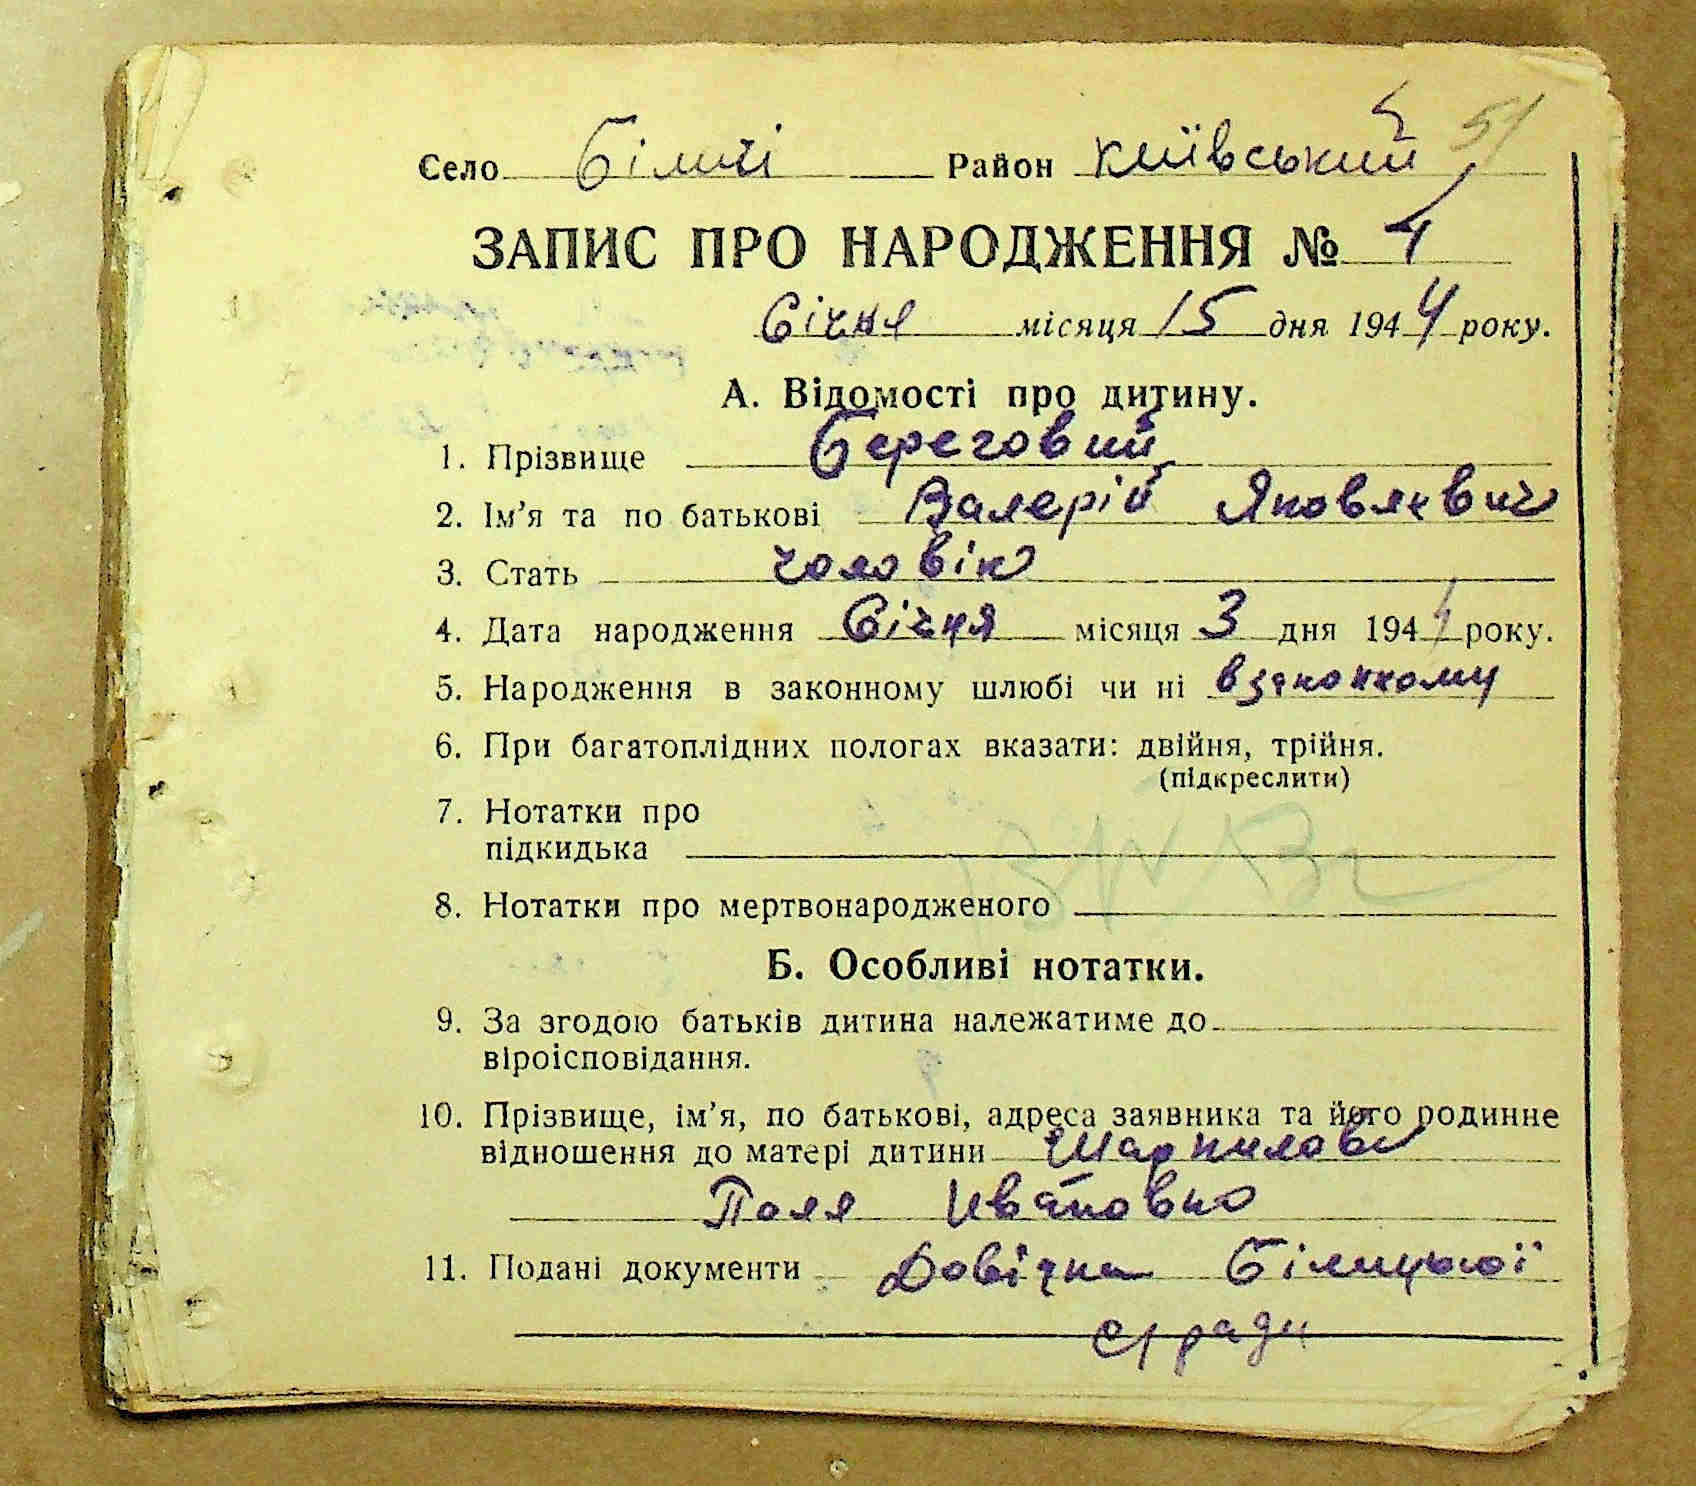 51
Село Біличі Район Київський
ЗАПИС ПРО НАРОДЖЕННЯ № 4
Січня місяця 15 дня 1944 року.
А. Відомості про дитину.
1. Прізвище Береговий
2. Ім’я та по батькові Валерій Яковлевич
3. Стать чоловік
4. Дата народження Січня місяця 3 дня 1944 року.
5. Народження в законному шлюбі чи ні в законному
6. При багатоплідних пологах вказати: двійня, трійня.
(підкреслити)
7. Нотатки про
підкидька
8. Нотатки про мертвонародженого
Б. Особливі нотатки.
9. За згодою батьків дитина належатиме до
віроісповідання.
10. Прізвище, ім’я, по батькові, адреса заявника та його родинне
відношення до матері дитини Шарпилова
Поля Ивановно
11. Подані документи Довідка Білицької
с/ради